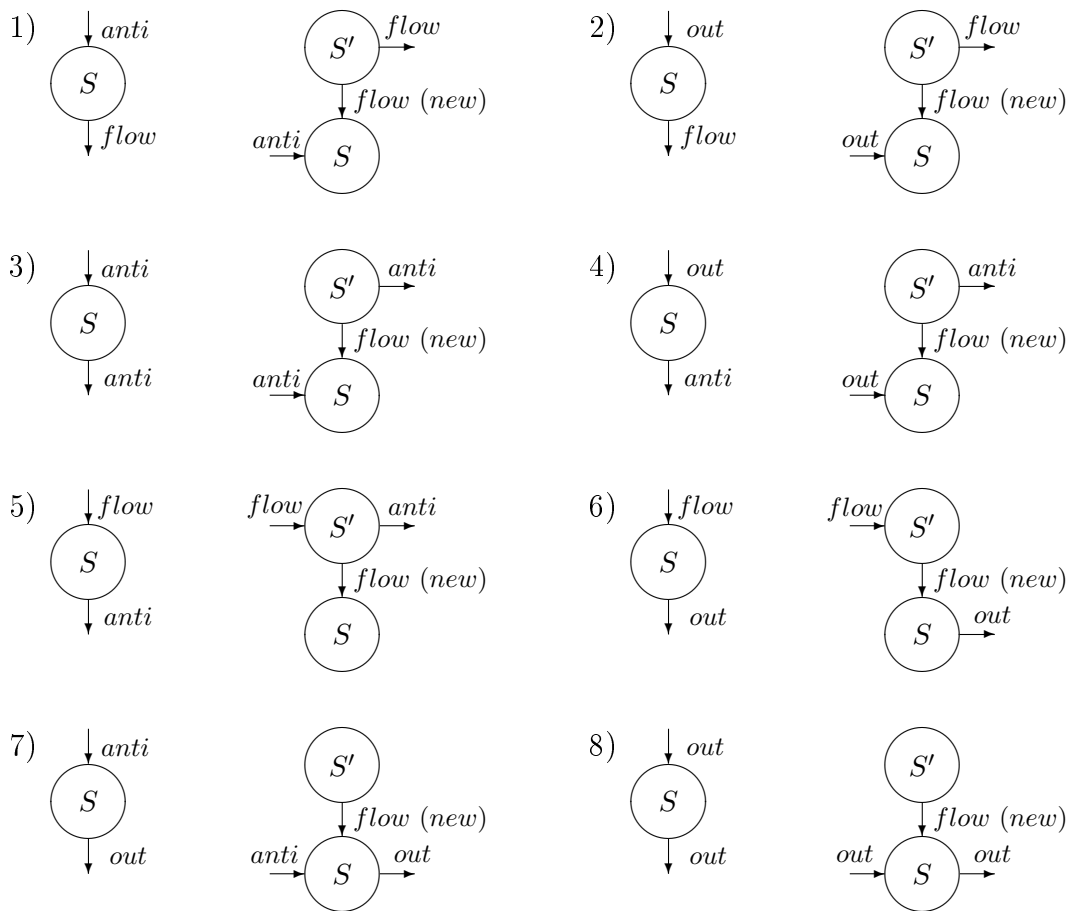 1) anti S flow
S′ flow
flow (new)
anti S
2) out S flow
S′ flow
flow (new)
out S
3) anti S anti
S′ anti
flow (new)
anti S
4) out S anti
S′ anti
flow (new)
out S
5) flow S anti
flow S′ anti
flow (new)
S
6) flow S out
flow S′
flow (new)
S out
7) anti S out
S′
flow (new)
anti S out
8) out S out
S′
flow (new)
out S out